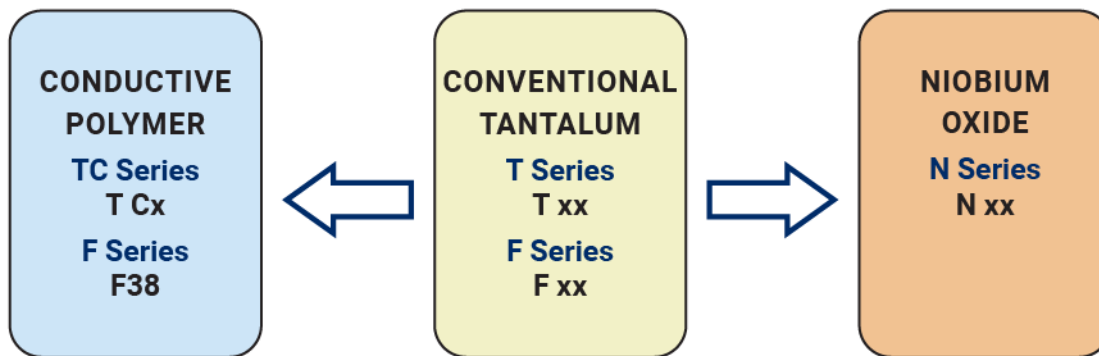 CONDUCTIVE
POLYMER
TC Series
T Cx
F Series
F38
CONVENTIONAL
TANTALUM
T Series
T xx
F Series
F xx
NIOBIUM
OXIDE
N Series
N xx